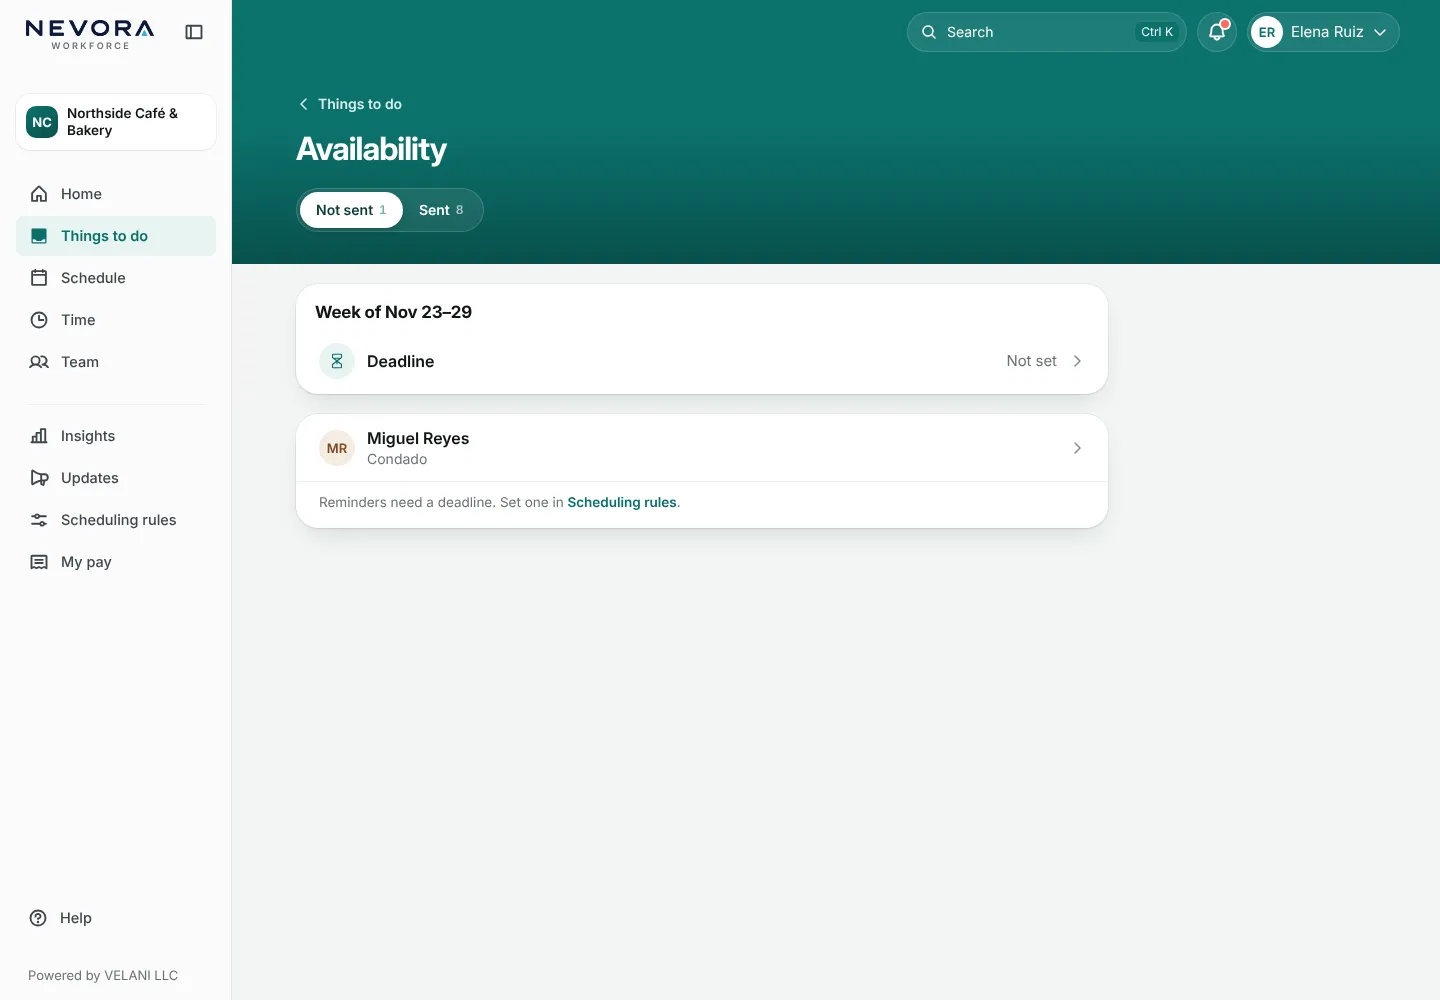 NEVORA
WORKFORCE
NC
Northside Café &
Bakery
Home
Things to do
Schedule
Time
Team
Insights
Updates
Scheduling rules
My pay
Help
Powered by VELANI LLC
Search
Ctrl K
ER
Elena Ruiz
Things to do
Availability
Not sent 1
Sent 8
Week of Nov 23–29
Deadline
Not set
MR
Miguel Reyes
Condado
Reminders need a deadline. Set one in Scheduling rules.